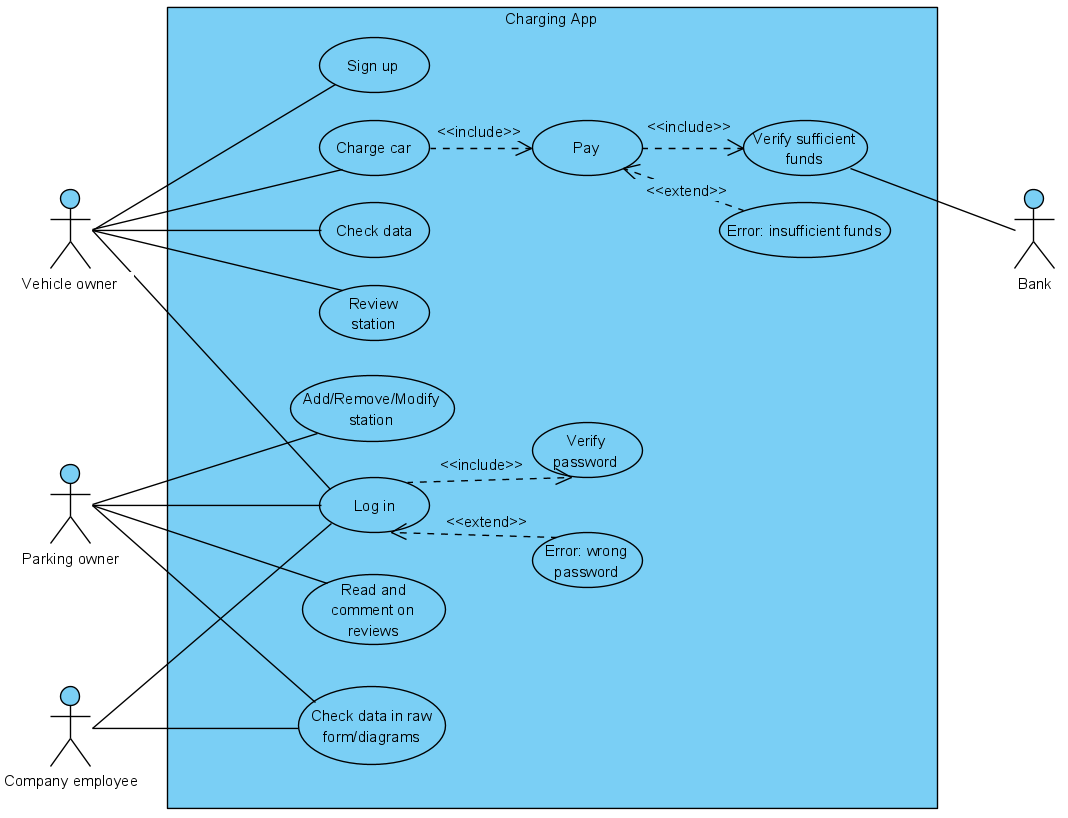 Charging App
Sign up
<<include>>
<<include>>
Charge car
Pay
Verify sufficient
funds
<<extend>>
Check data
Error: insufficient funds
Vehicle owner
Bank
Review
station
Add/Remove/Modify
station
Verify
password
<<include>>
Log in
<<extend>>
Parking owner
Error: wrong
password
Read and
comment on
reviews
Check data in raw
form/diagrams
Company employee